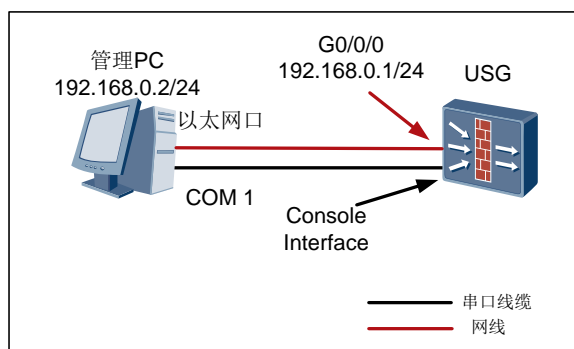 管理PC
192.168.0.2/24
以太网口
COM 1
G0/0/0
192.168.0.1/24
USG
Console
Interface
串口线缆
网线